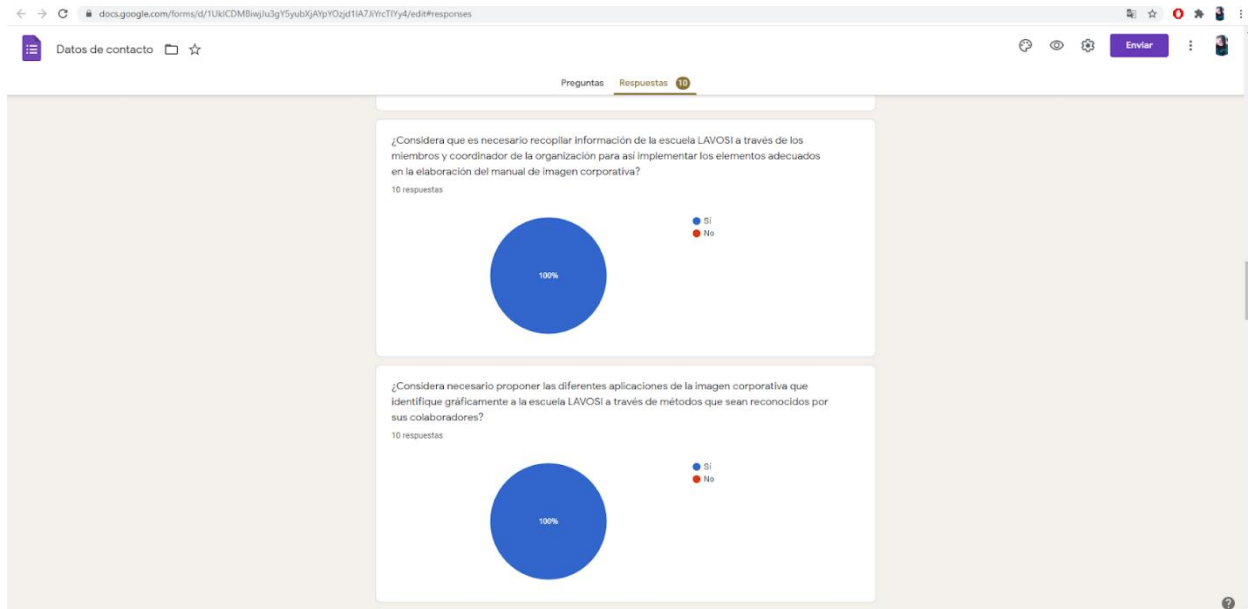 docs.google.com/forms/d/1UklCDMBiwjJu3gY5yubXjAYpYOzjd1IA7JiYrcTlYy4/edit#responses
Datos de contacto
Enviar
Preguntas Respuestas 10
¿Considera que es necesario recopilar información de la escuela LAVOSI a través de los
miembros y coordinador de la organización para así implementar los elementos adecuados
en la elaboración del manual de imagen corporativa?
10 respuestas
Sí
No
100%
¿Considera necesario proponer las diferentes aplicaciones de la imagen corporativa que
identifique gráficamente a la escuela LAVOSI a través de métodos que sean reconocidos por
sus colaboradores?
10 respuestas
Sí
No
100%